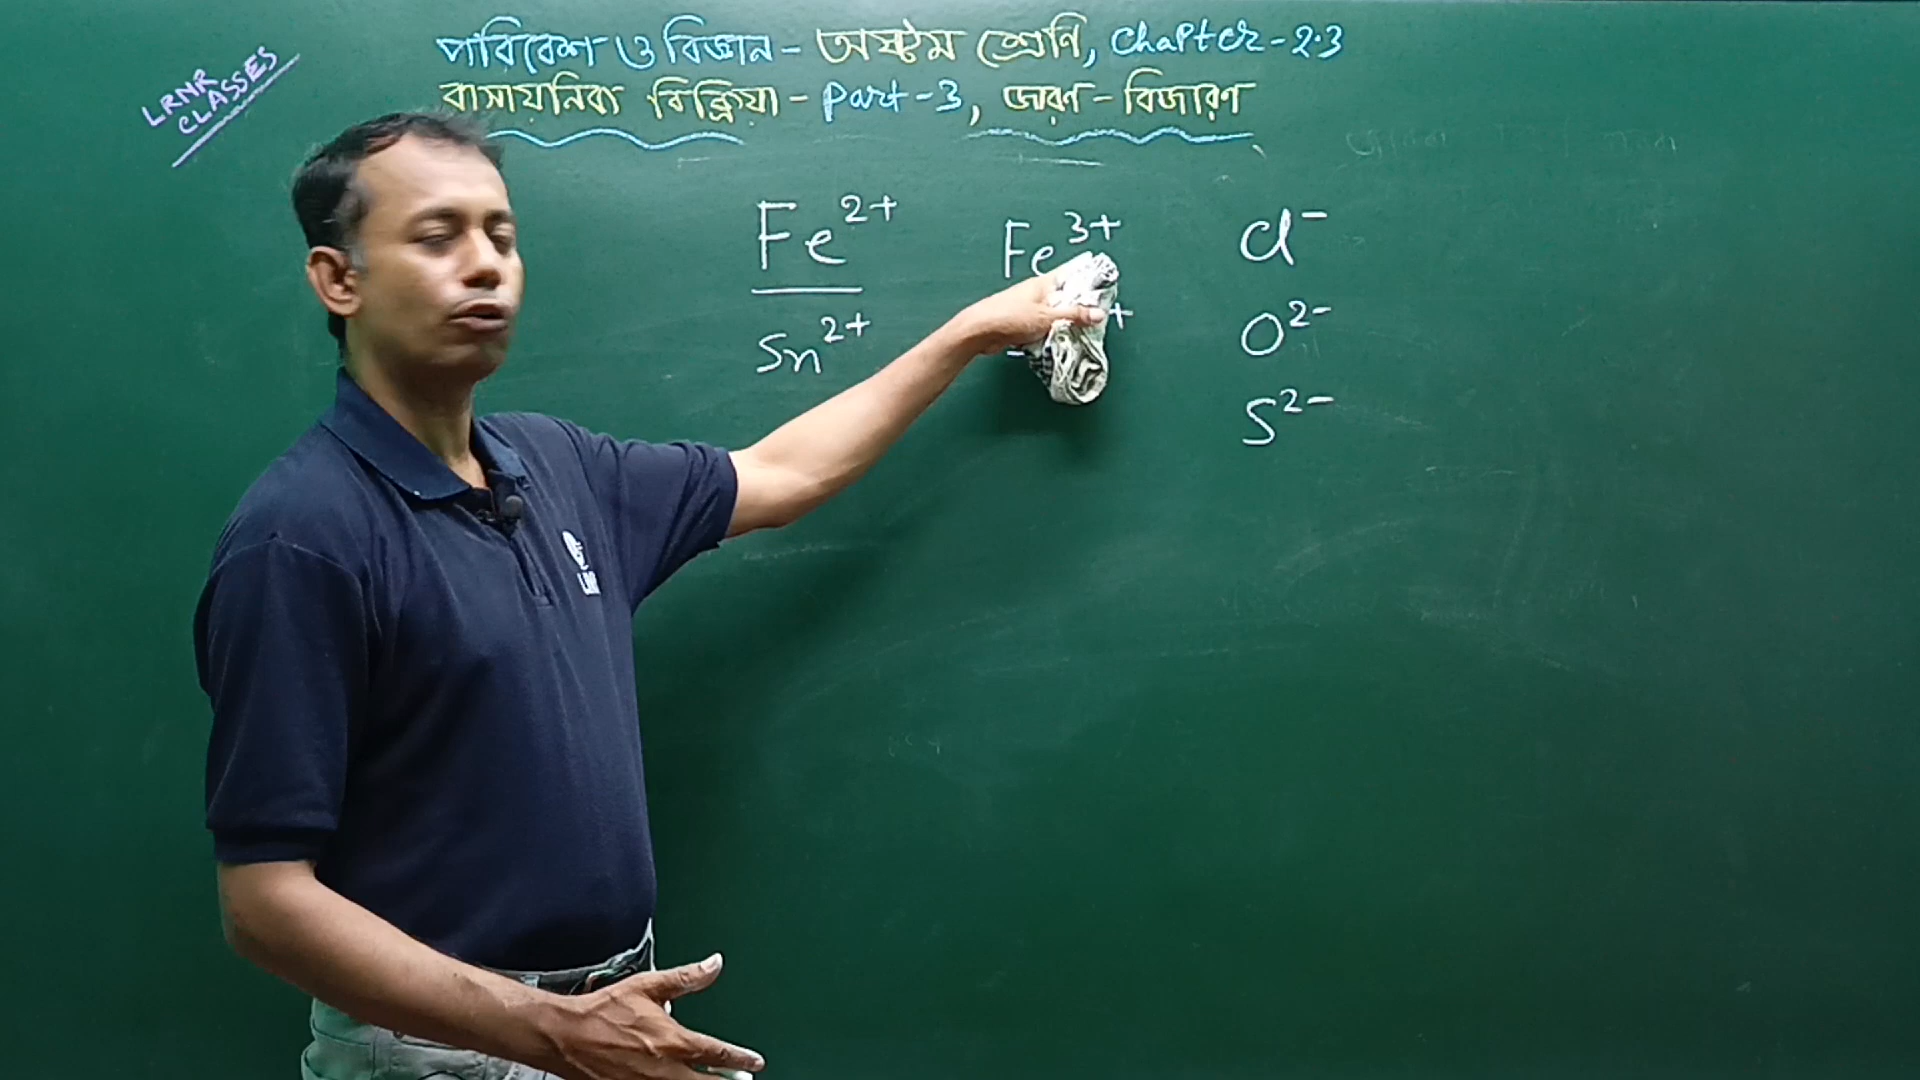 LRNR
CLASSES
পরিবেশ ও বিজ্ঞান - অষ্টম শ্রেণি, Chapter - 2.3
রাসায়নিক বিক্রিয়া - Part - 3, জারণ - বিজারণ
Fe²⁺ Fe³⁺ Cl⁻
Sn²⁺ + O²⁻
S²⁻